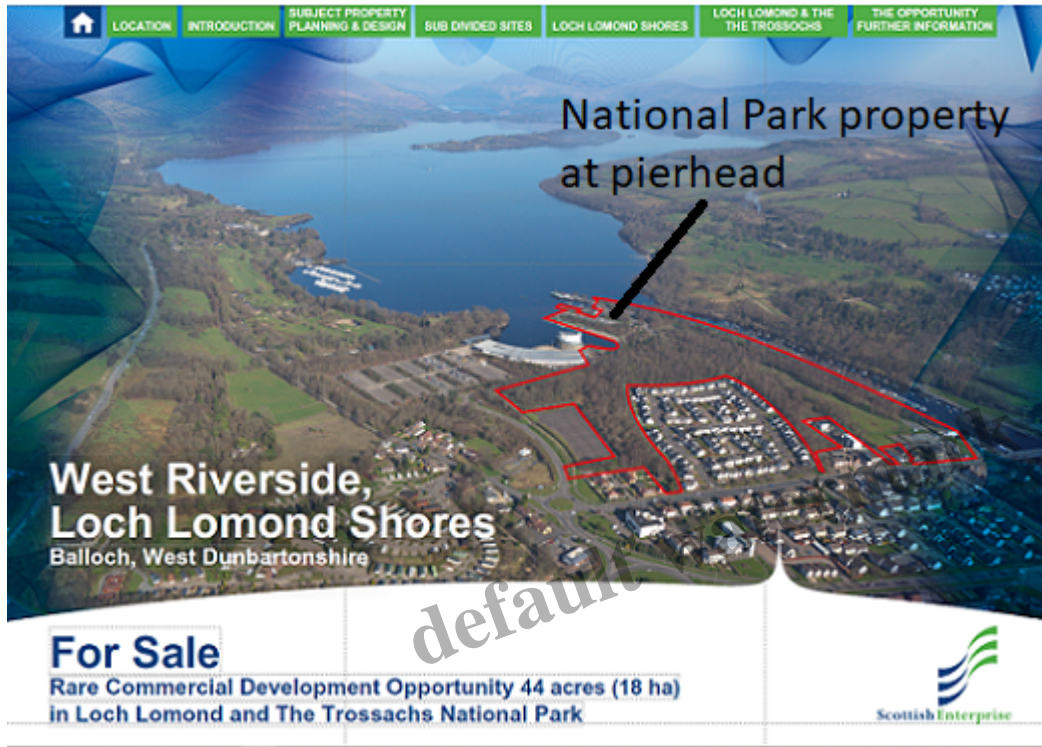 LOCATION
INTRODUCTION
SUBJECT PROPERTY
PLANNING & DESIGN
SUB DIVIDED SITES
LOCH LOMOND SHORES
LOCH LOMOND & THE
THE TROSSOCHS
THE OPPORTUNITY
FURTHER INFORMATION
National Park property
at pierhead
West Riverside,
Loch Lomond Shores
Balloch, West Dunbartonshire
default
For Sale
Rare Commercial Development Opportunity 44 acres (18 ha)
in Loch Lomond and The Trossachs National Park
Scottish Enterprise